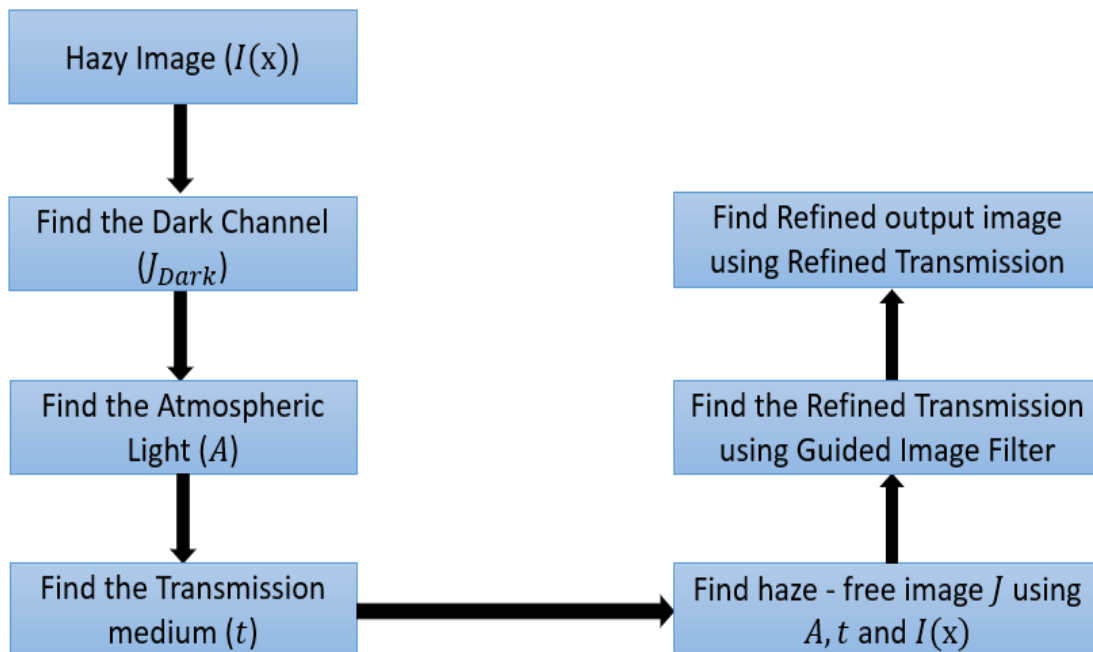 Hazy Image (I(x))
Find the Dark Channel
(J_Dark)
Find the Atmospheric
Light (A)
Find the Transmission
medium (t)
Find haze - free image J using
A, t and I(x)
Find the Refined Transmission
using Guided Image Filter
Find Refined output image
using Refined Transmission